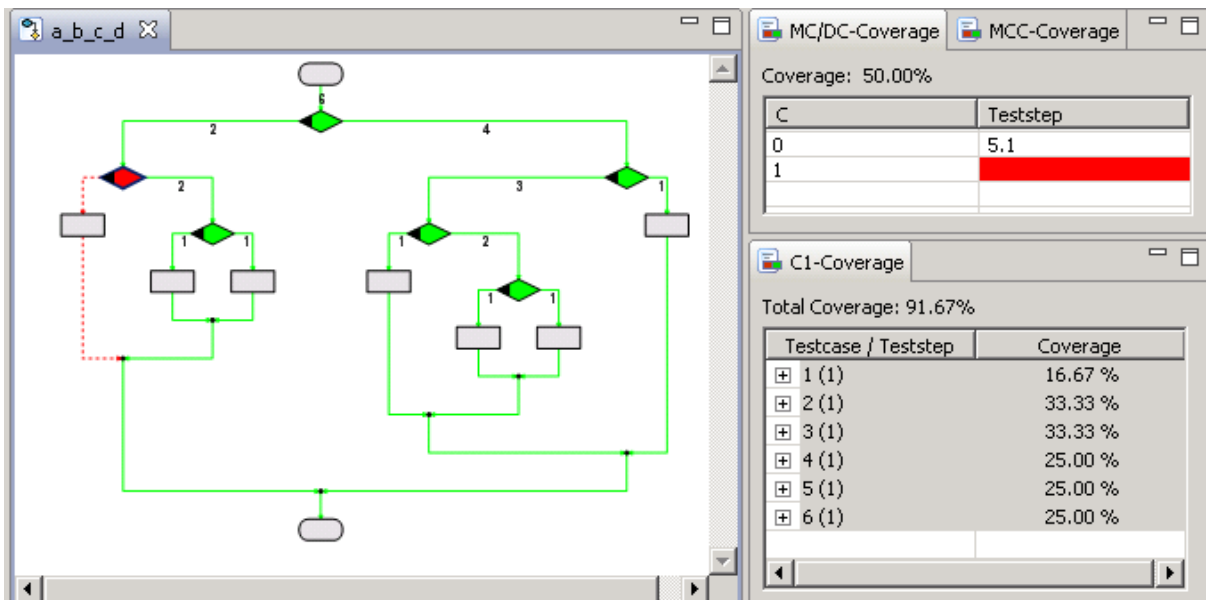 a_b_c_d
6
2 4
2 3 1
1 1 1 2
1 1
MC/DC-Coverage MCC-Coverage
Coverage: 50.00%
C Teststep
0 5.1
1
C1-Coverage
Total Coverage: 91.67%
Testcase / Teststep Coverage
1 (1) 16.67 %
2 (1) 33.33 %
3 (1) 33.33 %
4 (1) 25.00 %
5 (1) 25.00 %
6 (1) 25.00 %